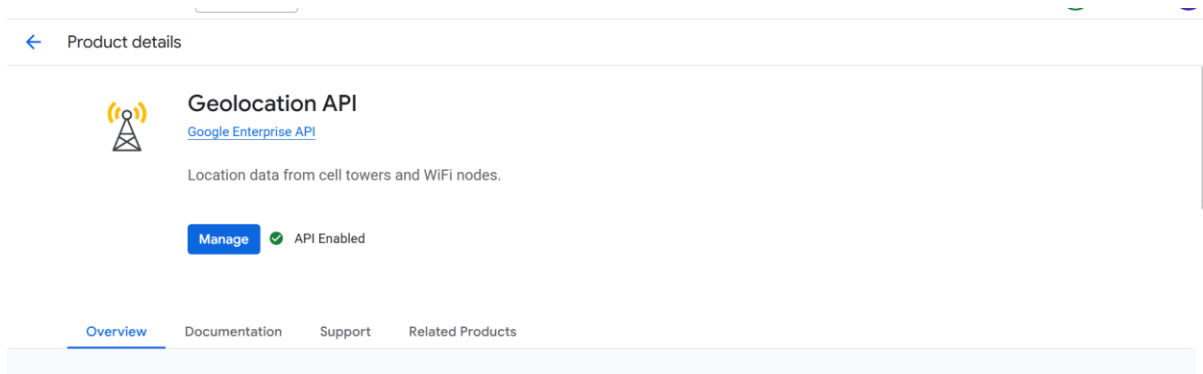 Product details
Geolocation API
Google Enterprise API
Location data from cell towers and WiFi nodes.
Manage API Enabled
Overview Documentation Support Related Products